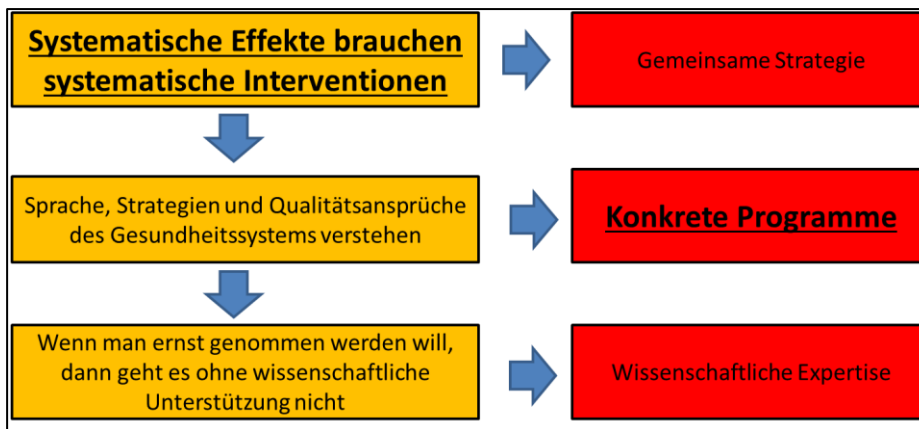 Systematische Effekte brauchen
systematische Interventionen
Gemeinsame Strategie
Sprache, Strategien und Qualitätsansprüche
des Gesundheitssystems verstehen
Konkrete Programme
Wenn man ernst genommen werden will,
dann geht es ohne wissenschaftliche
Unterstützung nicht
Wissenschaftliche Expertise